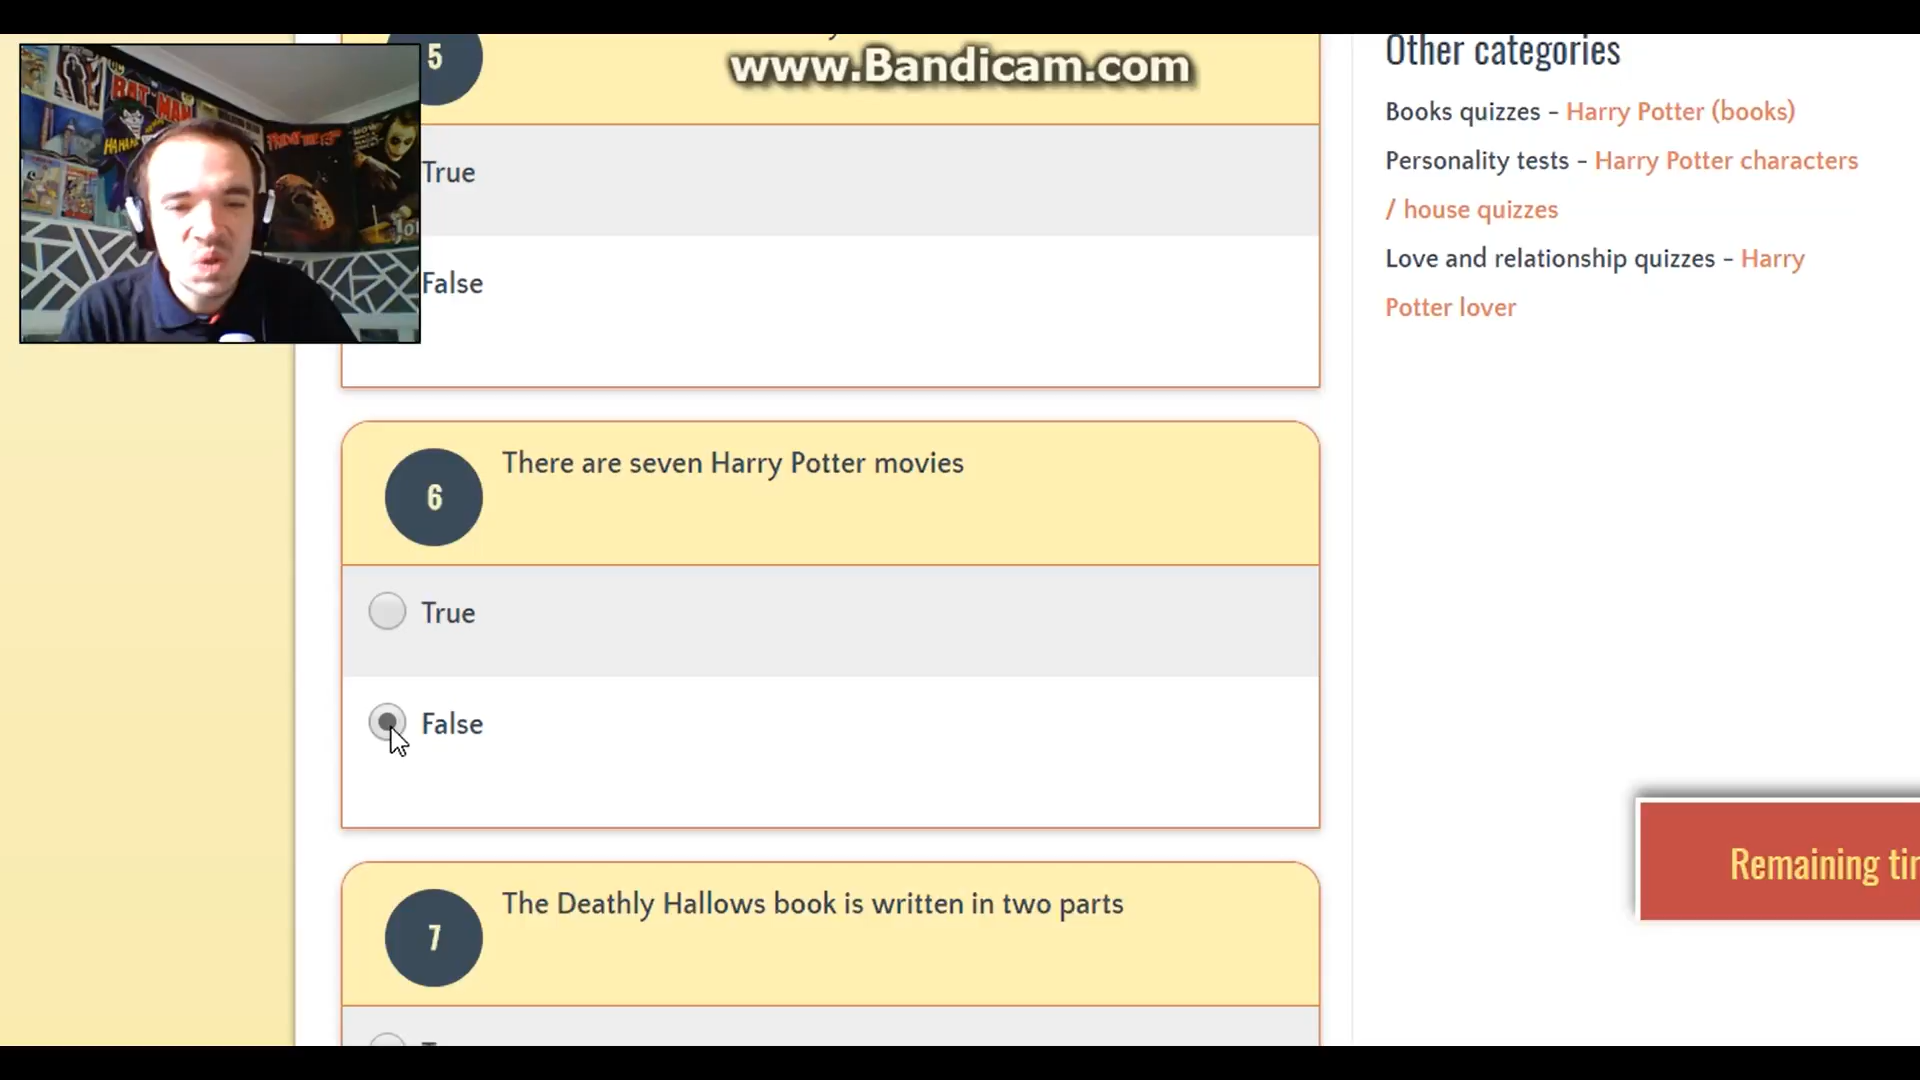 www.Bandicam.com
Other categories
Books quizzes – Harry Potter (books)
Personality tests – Harry Potter characters
/ house quizzes
Love and relationship quizzes – Harry
Potter lover
BATMAN
HAHAHA
5
True
False
6
There are seven Harry Potter movies
True
False
7
The Deathly Hallows book is written in two parts
Remaining